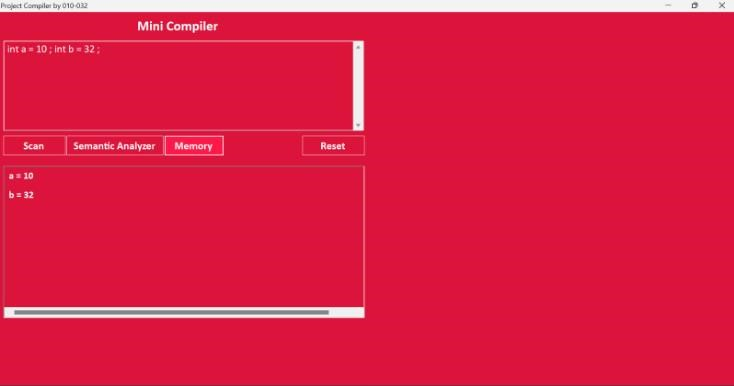 Project Compiler by 010-032
Mini Compiler
int a = 10 ; int b = 32 ;
Scan Semantic Analyzer Memory Reset
a = 10
b = 32